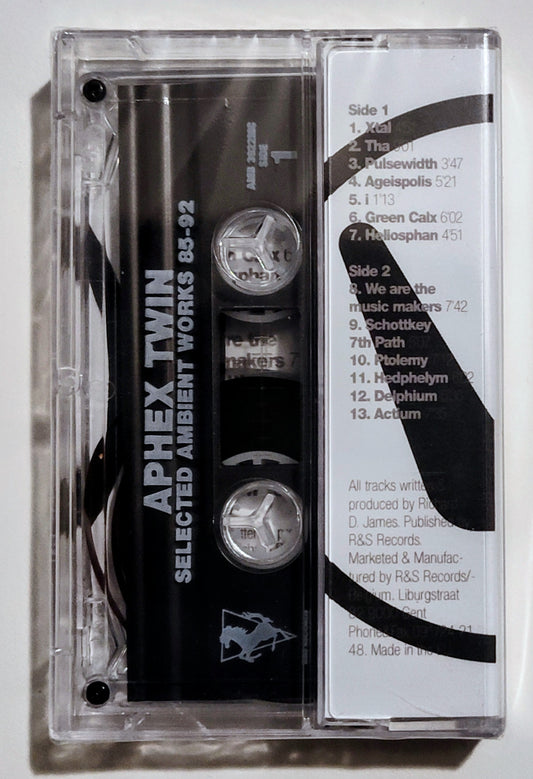 APHEX TWIN
SELECTED AMBIENT WORKS 85-92
SIDE
1
Side 1
1. Xtal
2. Tha
3. Pulsewidth 3'47
4. Ageispolis 5'21
5. i 1'13
6. Green Calx 6'02
7. Heliosphan 4'51
Side 2
8. We are the
music makers 7'42
9. Schottkey
7th Path
10. Ptolemy
11. Hedphelym
12. Delphium
13. Actium
All tracks written
produced by
D. James. Published
R&S Records.
Marketed & Manufac-
tured by R&S Records/-
Belgium. Liburgstraat
Gent
48. Made in